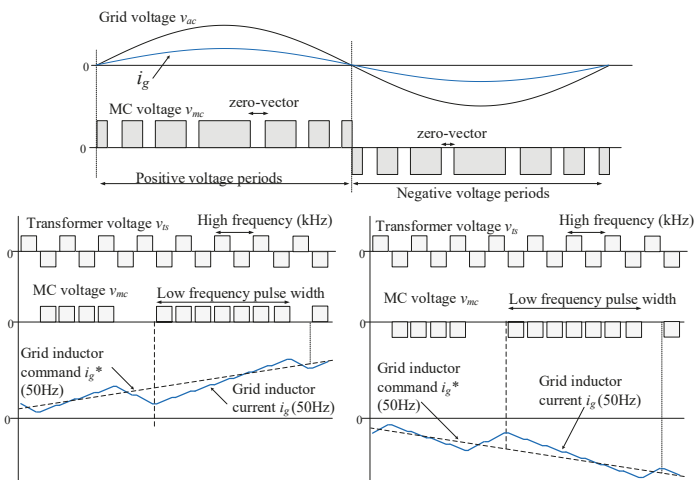 Grid voltage vac
0
ig
MC voltage vmc
zero-vector
zero-vector
0
Positive voltage periods
Negative voltage periods
Transformer voltage vts
High frequency (kHz)
0
MC voltage vmc
Low frequency pulse width
0
Grid inductor
command ig*
(50Hz)
Grid inductor
current ig (50Hz)
0
Transformer voltage vts
High frequency (kHz)
0
MC voltage vmc
Low frequency pulse width
0
Grid inductor
command ig*
(50Hz)
Grid inductor
current ig (50Hz)
0